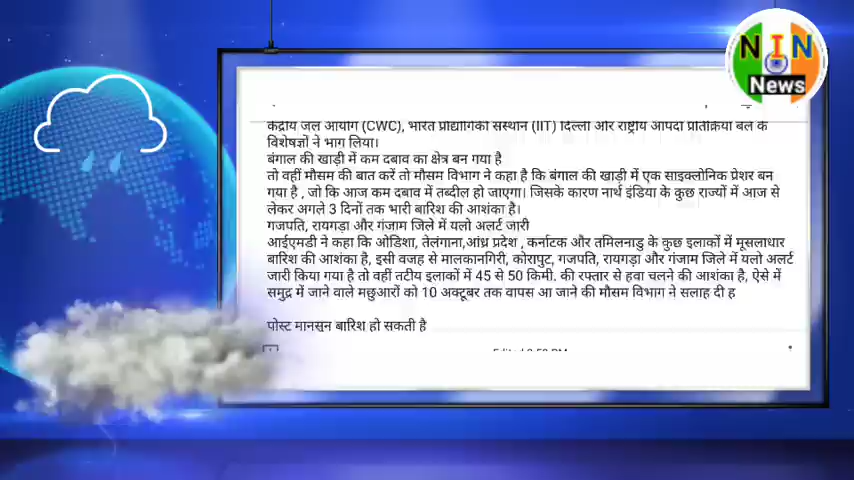 NIN
News
केंद्रीय जल आयोग (CWC), भारत प्रौद्योगिकी संस्थान (IIT) दिल्ली और राष्ट्रीय आपदा प्रतिक्रिया बल के
विशेषज्ञों ने भाग लिया।
बंगाल की खाड़ी में कम दबाव का क्षेत्र बन गया है
तो वहीं मौसम की बात करें तो मौसम विभाग ने कहा है कि बंगाल की खाड़ी में एक साइक्लोनिक प्रेशर बन
गया है , जो कि आज कम दबाव में तब्दील हो जाएगा। जिसके कारण नार्थ इंडिया के कुछ राज्यों में आज से
लेकर अगले 3 दिनों तक भारी बारिश की आशंका है।
गजपति, रायगड़ा और गंजाम जिले में यलो अलर्ट जारी
आईएमडी ने कहा कि ओडिशा, तेलंगाना,आंध्र प्रदेश , कर्नाटक और तमिलनाडु के कुछ इलाकों में मूसलाधार
बारिश की आशंका है, इसी वजह से मालकानगिरी, कोरापुट, गजपति, रायगड़ा और गंजाम जिले में यलो अलर्ट
जारी किया गया है तो वहीं तटीय इलाकों में 45 से 50 किमी. की रफ्तार से हवा चलने की आशंका है, ऐसे में
समुद्र में जाने वाले मछुआरों को 10 अक्टूबर तक वापस आ जाने की मौसम विभाग ने सलाह दी ह
पोस्ट मानसून बारिश हो सकती है